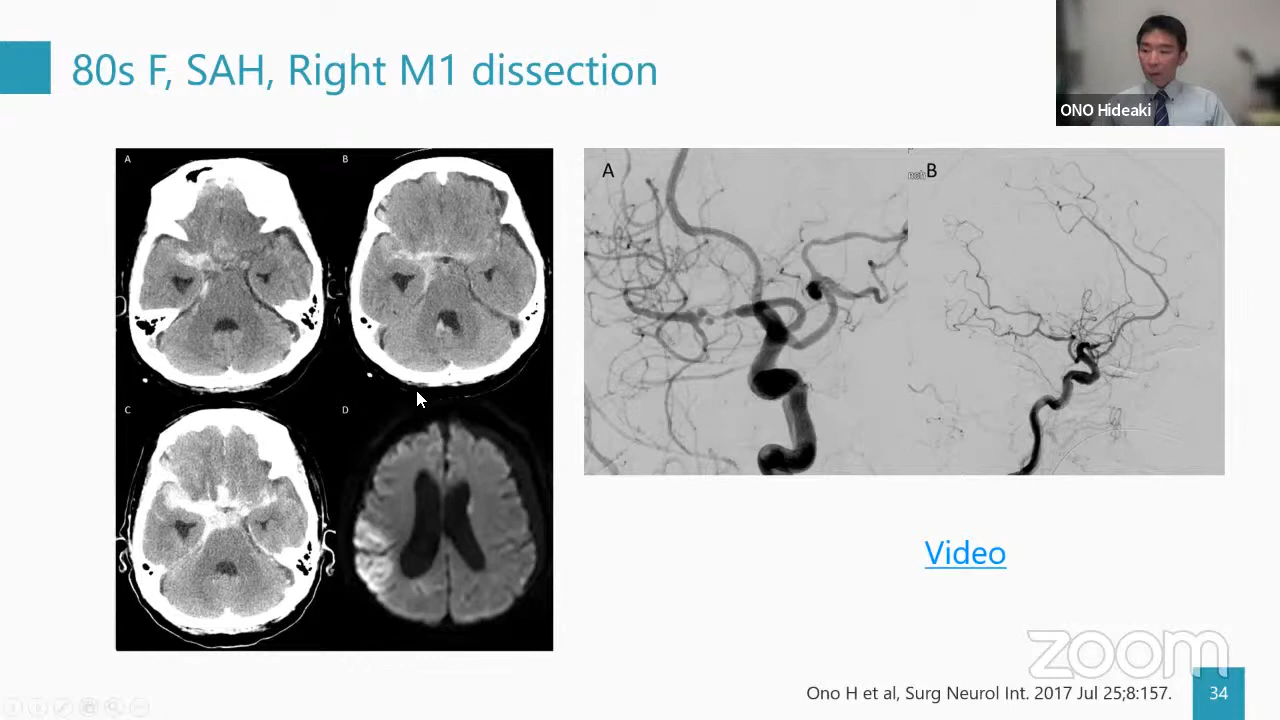 80s F, SAH, Right M1 dissection
ONO Hideaki
A
B
C
D
A
B
Video
zoom
Ono H et al, Surg Neurol Int. 2017 Jul 25;8:157.
34